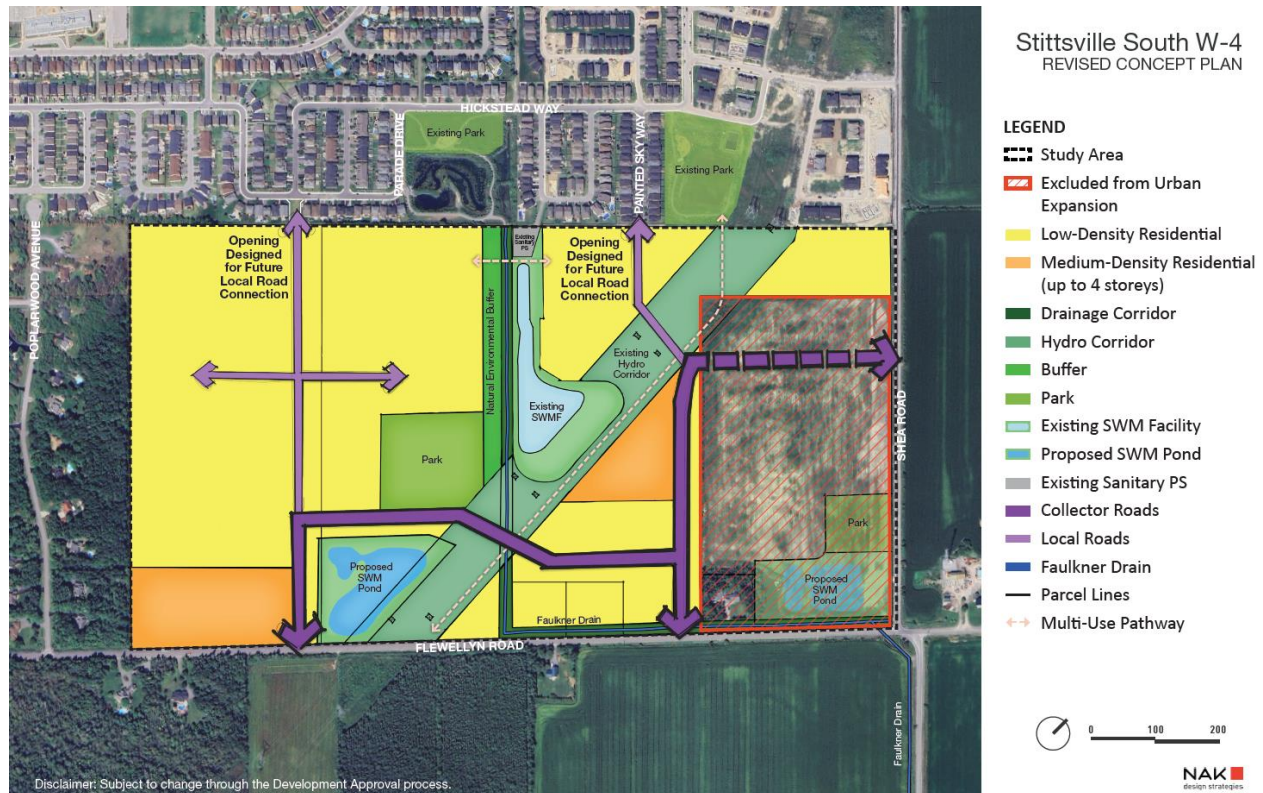 Stittsville South W-4
REVISED CONCEPT PLAN
LEGEND
Study Area
Excluded from Urban
Expansion
Low-Density Residential
Medium-Density Residential
(up to 4 storeys)
Drainage Corridor
Hydro Corridor
Buffer
Park
Existing SWM Facility
Proposed SWM Pond
Existing Sanitary PS
Collector Roads
Local Roads
Faulkner Drain
Parcel Lines
Multi-Use Pathway
0 100 200
NAK
design strategies
HICKSTEAD WAY
PARADE DRIVE
Existing Park
PAINTED SKY WAY
Existing Park
POPLARWOOD AVENUE
Opening
Designed
for Future
Local Road
Connection
Existing
Sanitary
PS
Opening
Designed
for Future
Local Road
Connection
Natural Environmental Buffer
Existing
Hydro
Corridor
Existing
SWMF
SHEA ROAD
Park
Park
Proposed
SWM
Pond
Proposed
SWM
Pond
Faulkner Drain
FLEWELLYN ROAD
Faulkner Drain
Disclaimer: Subject to change through the Development Approval process.